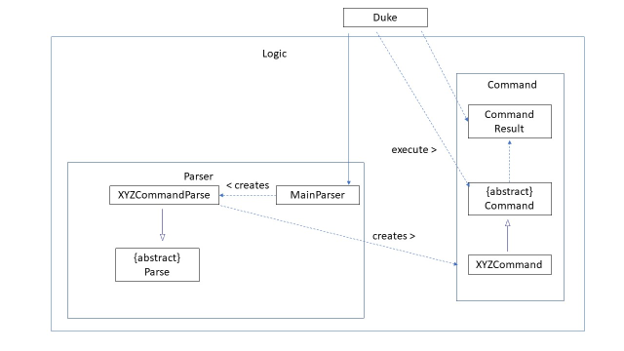 Duke
Logic
Command
Command
Result
execute >
Parser
XYZCommandParse
< creates
MainParser
{abstract}
Command
creates >
{abstract}
Parse
XYZCommand